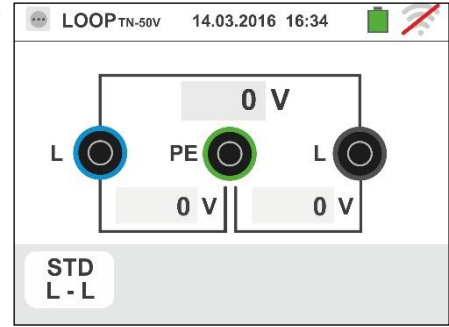 LOOP TN-50V 14.03.2016 16:34
0 V
L PE L
0 V 0 V
STD
L - L